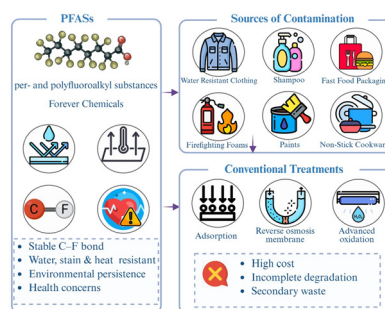 PFASs
per- and polyfluoroalkyl substances
Forever Chemicals
C F
Stable C–F bond
Water, stain & heat resistant
Environmental persistence
Health concerns
Sources of Contamination
Water Resistant Clothing
Shampoo
Fast Food Packaging
Firefighting Foams
Paints
Non-Stick Cookware
Conventional Treatments
Adsorption
Reverse osmosis
membrane
Advanced
oxidation
High cost
Incomplete degradation
Secondary waste